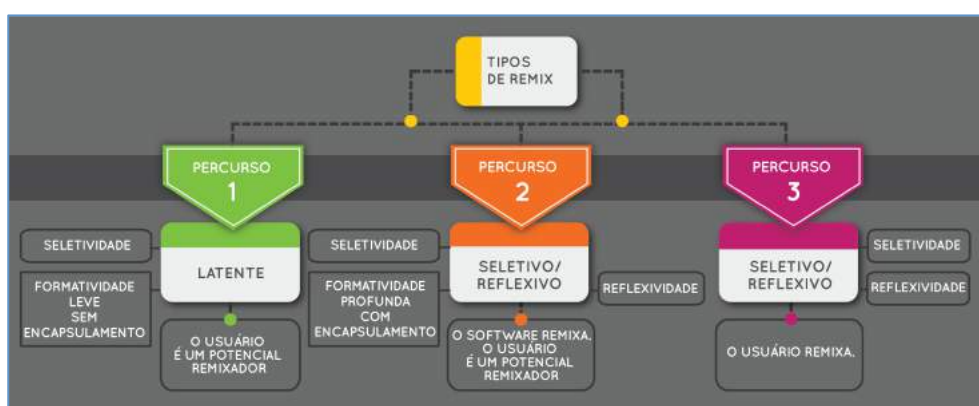 TIPOS
DE REMIX
PERCURSO
1
PERCURSO
2
PERCURSO
3
SELETIVIDADE
FORMATIVIDADE
LEVE
SEM
ENCAPSULAMENTO
LATENTE
O USUÁRIO
É UM POTENCIAL
REMIXADOR
SELETIVIDADE
FORMATIVIDADE
PROFUNDA
COM
ENCAPSULAMENTO
SELETIVO/
REFLEXIVO
REFLEXIVIDADE
O SOFTWARE REMIXA.
O USUÁRIO
É UM POTENCIAL
REMIXADOR
SELETIVO/
REFLEXIVO
SELETIVIDADE
REFLEXIVIDADE
O USUÁRIO REMIXA.